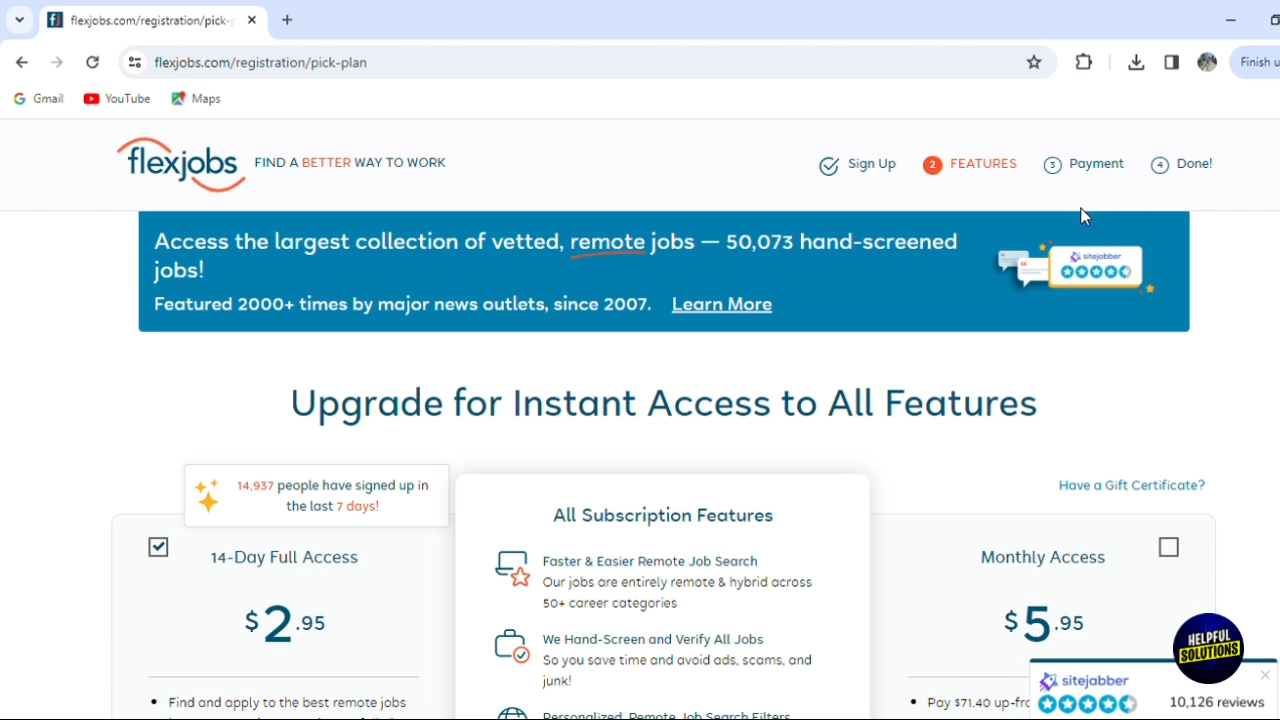 flexjobs.com/registration/pick-
flexjobs.com/registration/pick-plan
Finish u
Gmail YouTube Maps
flexjobs FIND A BETTER WAY TO WORK
Sign Up 2 FEATURES 3 Payment 4 Done!
Access the largest collection of vetted, remote jobs — 50,073 hand-screened
jobs!
Featured 2000+ times by major news outlets, since 2007. Learn More
sitejabber
Upgrade for Instant Access to All Features
14,937 people have signed up in
the last 7 days!
Have a Gift Certificate?
14-Day Full Access
$2.95
• Find and apply to the best remote jobs
All Subscription Features
Faster & Easier Remote Job Search
Our jobs are entirely remote & hybrid across
50+ career categories
We Hand-Screen and Verify All Jobs
So you save time and avoid ads, scams, and
junk!
Personalized Remote Job Search Filters
Monthly Access
$5.95
• Pay $71.40 up-fro
HELPFUL
SOLUTIONS
sitejabber
10,126 reviews